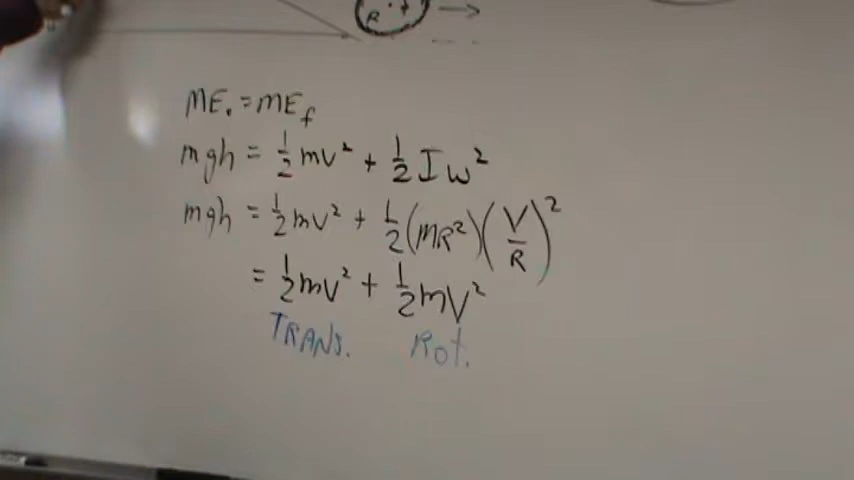 R
ME₀ = mE_f
mgh = ½mv² + ½Iω²
mgh = ½mv² + ½(mR²)(V/R)²
= ½mv² + ½mV²
TRANS. Rot.